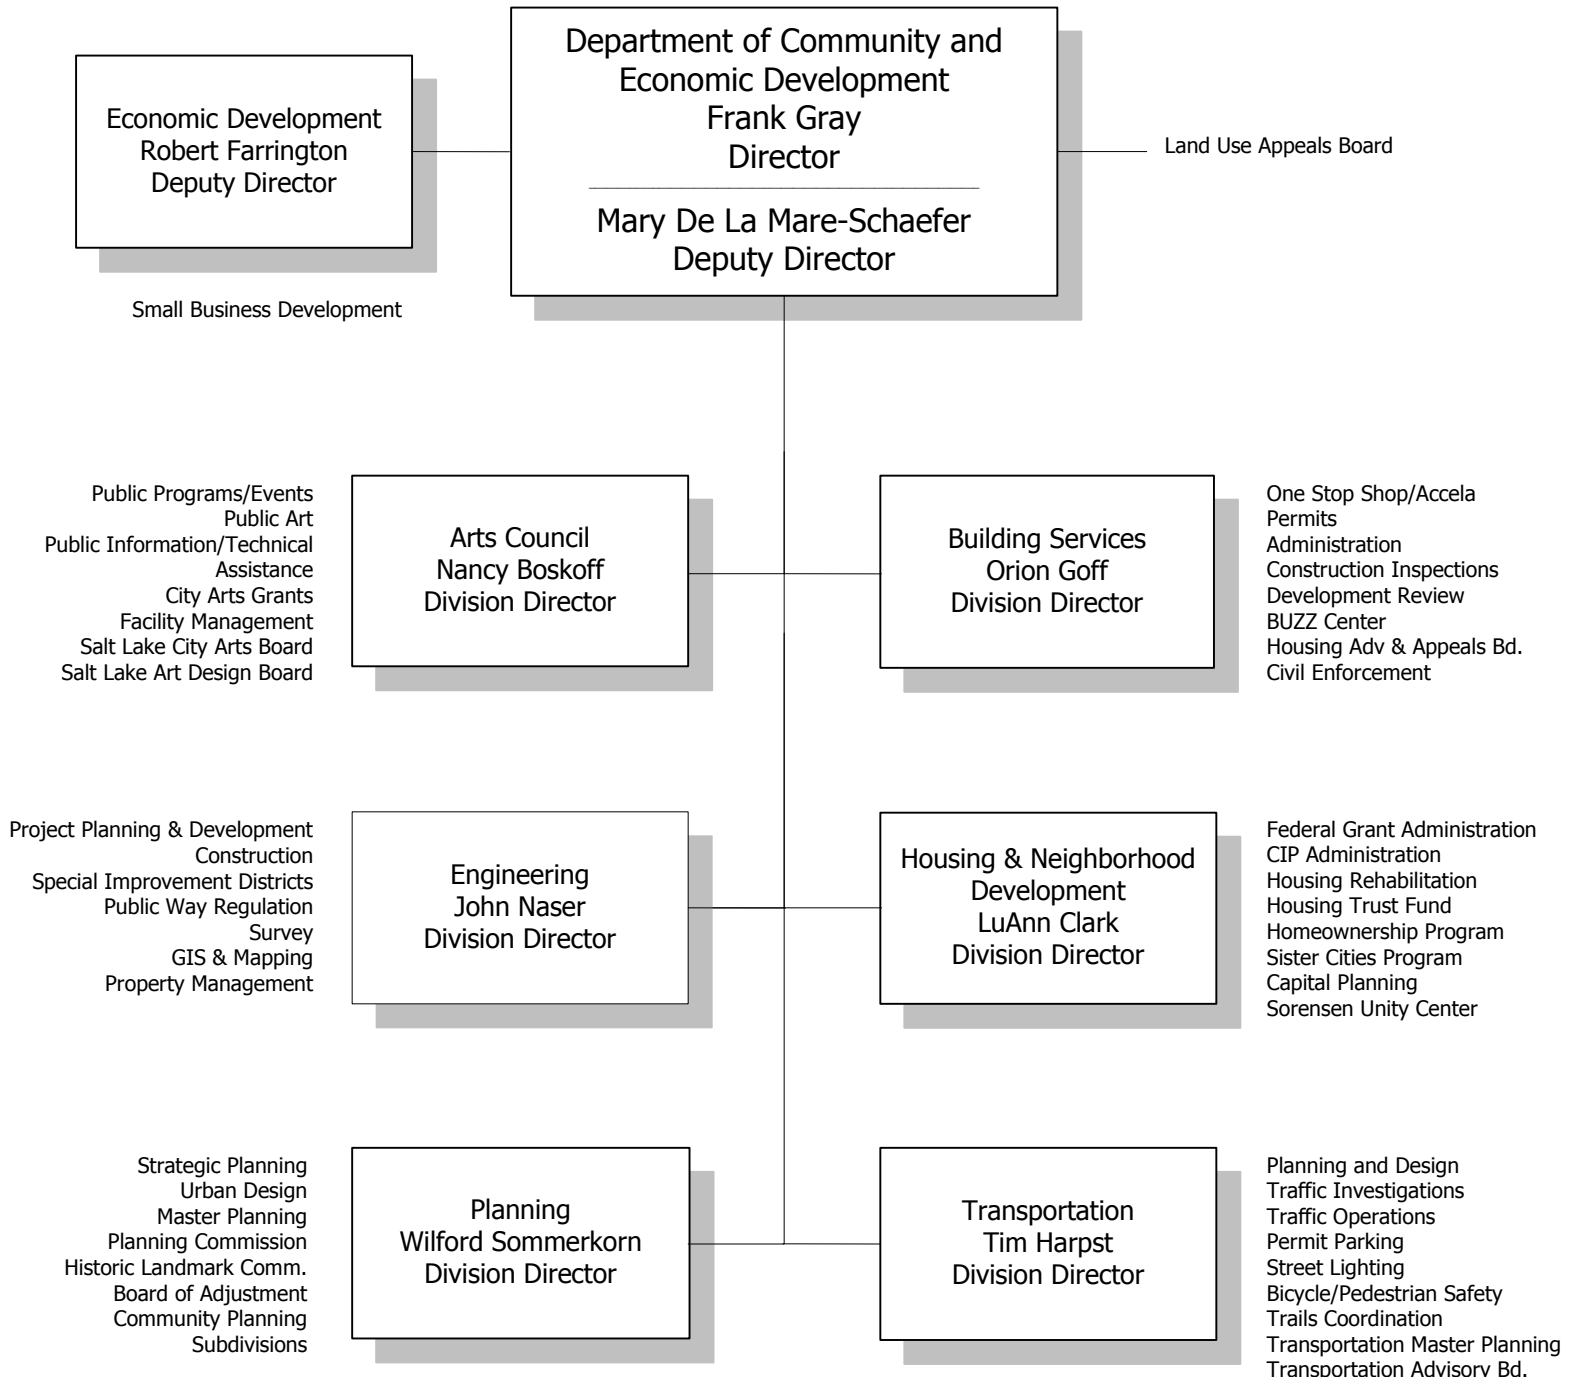 Department of Community and
Economic Development
Frank Gray
Director
Mary De La Mare-Schaefer
Deputy Director
Economic Development
Robert Farrington
Deputy Director
Small Business Development
Land Use Appeals Board
Public Programs/Events
Public Art
Public Information/Technical
Assistance
City Arts Grants
Facility Management
Salt Lake City Arts Board
Salt Lake Art Design Board
Arts Council
Nancy Boskoff
Division Director
Building Services
Orion Goff
Division Director
One Stop Shop/Accela
Permits
Administration
Construction Inspections
Development Review
BUZZ Center
Housing Adv & Appeals Bd.
Civil Enforcement
Project Planning & Development
Construction
Special Improvement Districts
Public Way Regulation
Survey
GIS & Mapping
Property Management
Engineering
John Naser
Division Director
Housing & Neighborhood
Development
LuAnn Clark
Division Director
Federal Grant Administration
CIP Administration
Housing Rehabilitation
Housing Trust Fund
Homeownership Program
Sister Cities Program
Capital Planning
Sorensen Unity Center
Strategic Planning
Urban Design
Master Planning
Planning Commission
Historic Landmark Comm.
Board of Adjustment
Community Planning
Subdivisions
Planning
Wilford Sommerkorn
Division Director
Transportation
Tim Harpst
Division Director
Planning and Design
Traffic Investigations
Traffic Operations
Permit Parking
Street Lighting
Bicycle/Pedestrian Safety
Trails Coordination
Transportation Master Planning
Transportation Advisory Bd.